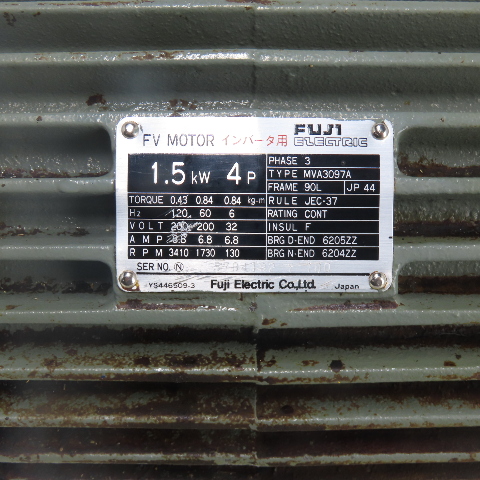 FV MOTOR インバータ用 FUJI ELECTRIC
1.5 kW 4 P
PHASE 3
TYPE MVA3097A
FRAME 90L JP 44
TORQUE 0.43 0.84 0.84 kg-m
RULE JEC-37
Hz 120 60 6
RATING CONT
VOLT 200 200 32
INSUL F
AMP 6.8 6.8
BRG D-END 6205ZZ
RPM 3410 1730 130
BRG N-END 6204ZZ
SER NO. N
YS446509-3 Fuji Electric Co.,Ltd. Japan